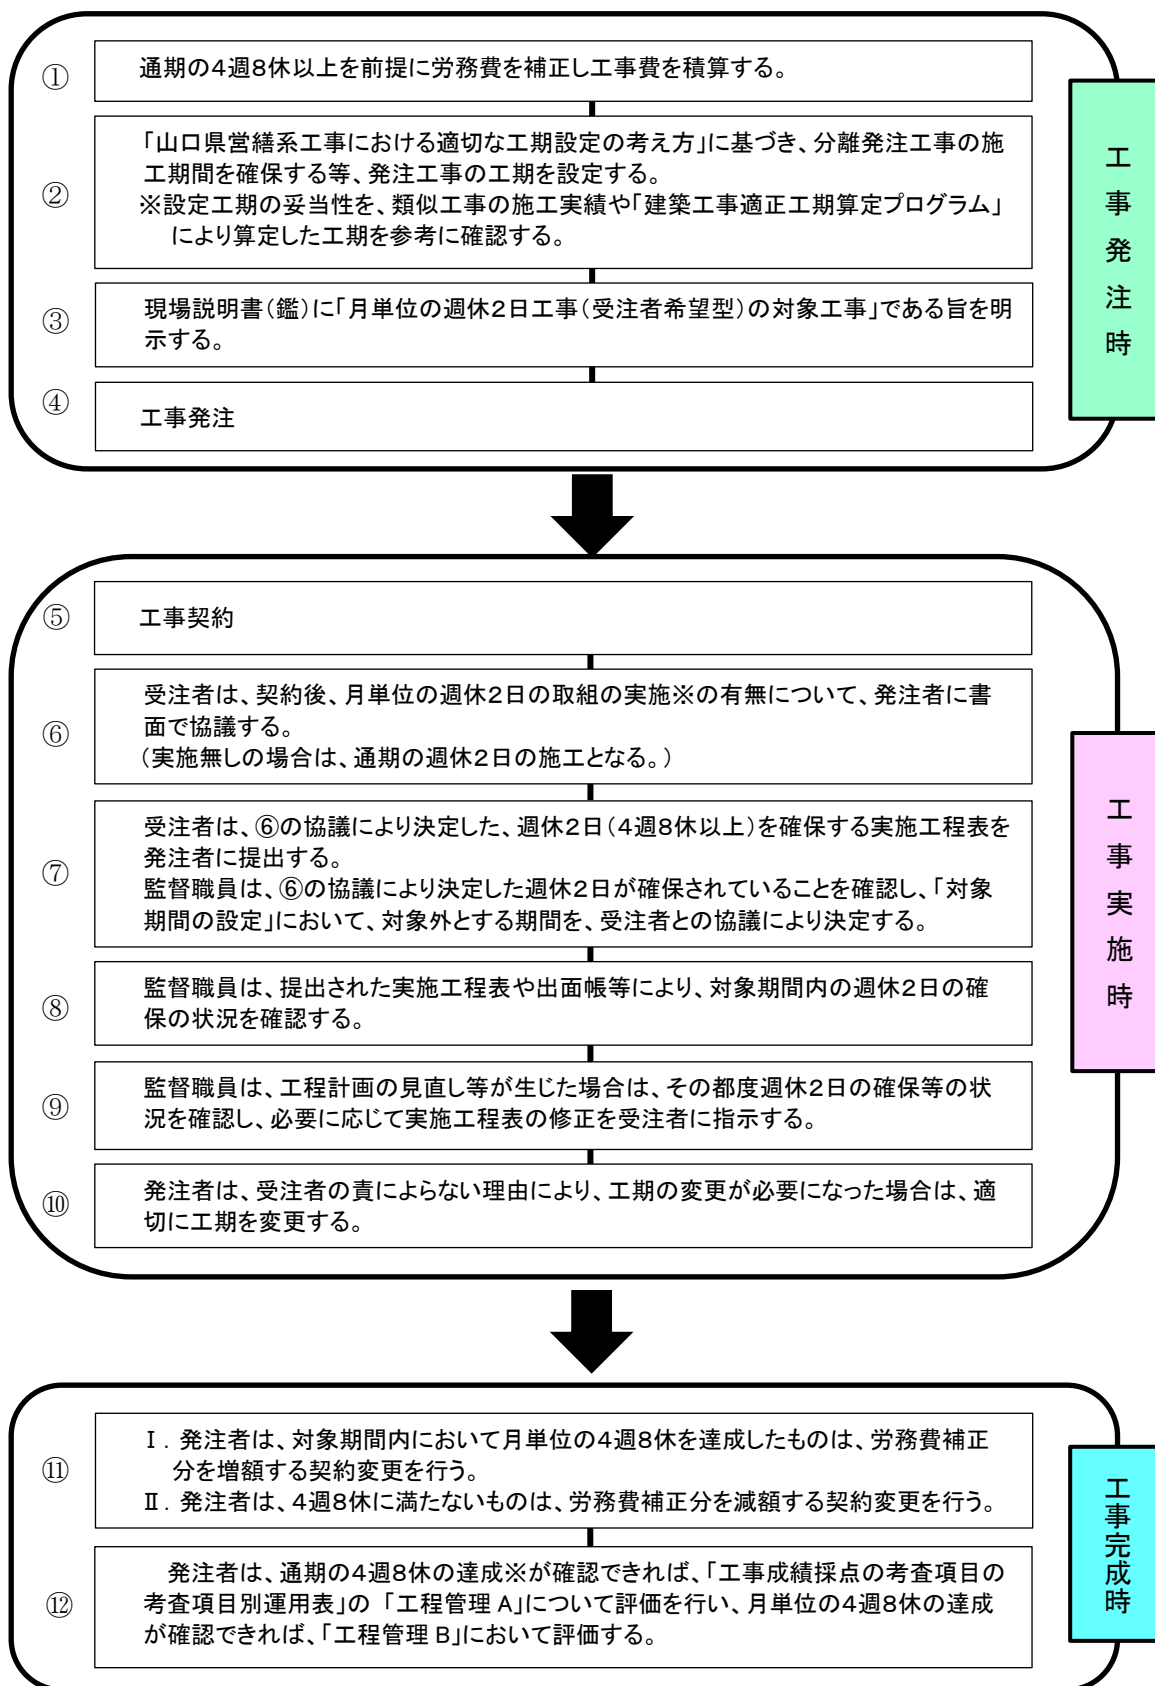 ① 通期の4週8休以上を前提に労務費を補正し工事費を積算する。
② 「山口県営繕系工事における適切な工期設定の考え方」に基づき、分離発注工事の施
工期間を確保する等、発注工事の工期を設定する。
※設定工期の妥当性を、類似工事の施工実績や「建築工事適正工期算定プログラム」
により算定した工期を参考に確認する。
③ 現場説明書(鑑)に「月単位の週休2日工事(受注者希望型)の対象工事」である旨を明
示する。
④ 工事発注
工事発注時
⑤ 工事契約
⑥ 受注者は、契約後、月単位の週休2日の取組の実施※の有無について、発注者に書
面で協議する。
(実施無しの場合は、通期の週休2日の施工となる。)
⑦ 受注者は、⑥の協議により決定した、週休2日(4週8休以上)を確保する実施工程表を
発注者に提出する。
監督職員は、⑥の協議により決定した週休2日が確保されていることを確認し、「対象
期間の設定」において、対象外とする期間を、受注者との協議により決定する。
⑧ 監督職員は、提出された実施工程表や出面帳等により、対象期間内の週休2日の確
保の状況を確認する。
⑨ 監督職員は、工程計画の見直し等が生じた場合は、その都度週休2日の確保等の状
況を確認し、必要に応じて実施工程表の修正を受注者に指示する。
⑩ 発注者は、受注者の責によらない理由により、工期の変更が必要になった場合は、適
切に工期を変更する。
工事実施時
⑪ Ⅰ. 発注者は、対象期間内において月単位の4週8休を達成したものは、労務費補正
分を増額する契約変更を行う。
Ⅱ. 発注者は、4週8休に満たないものは、労務費補正分を減額する契約変更を行う。
⑫ 発注者は、通期の4週8休の達成※が確認できれば、「工事成績採点の考査項目の
考査項目別運用表」の「工程管理 A」について評価を行い、月単位の4週8休の達成
が確認できれば、「工程管理 B」において評価する。
工事完成時